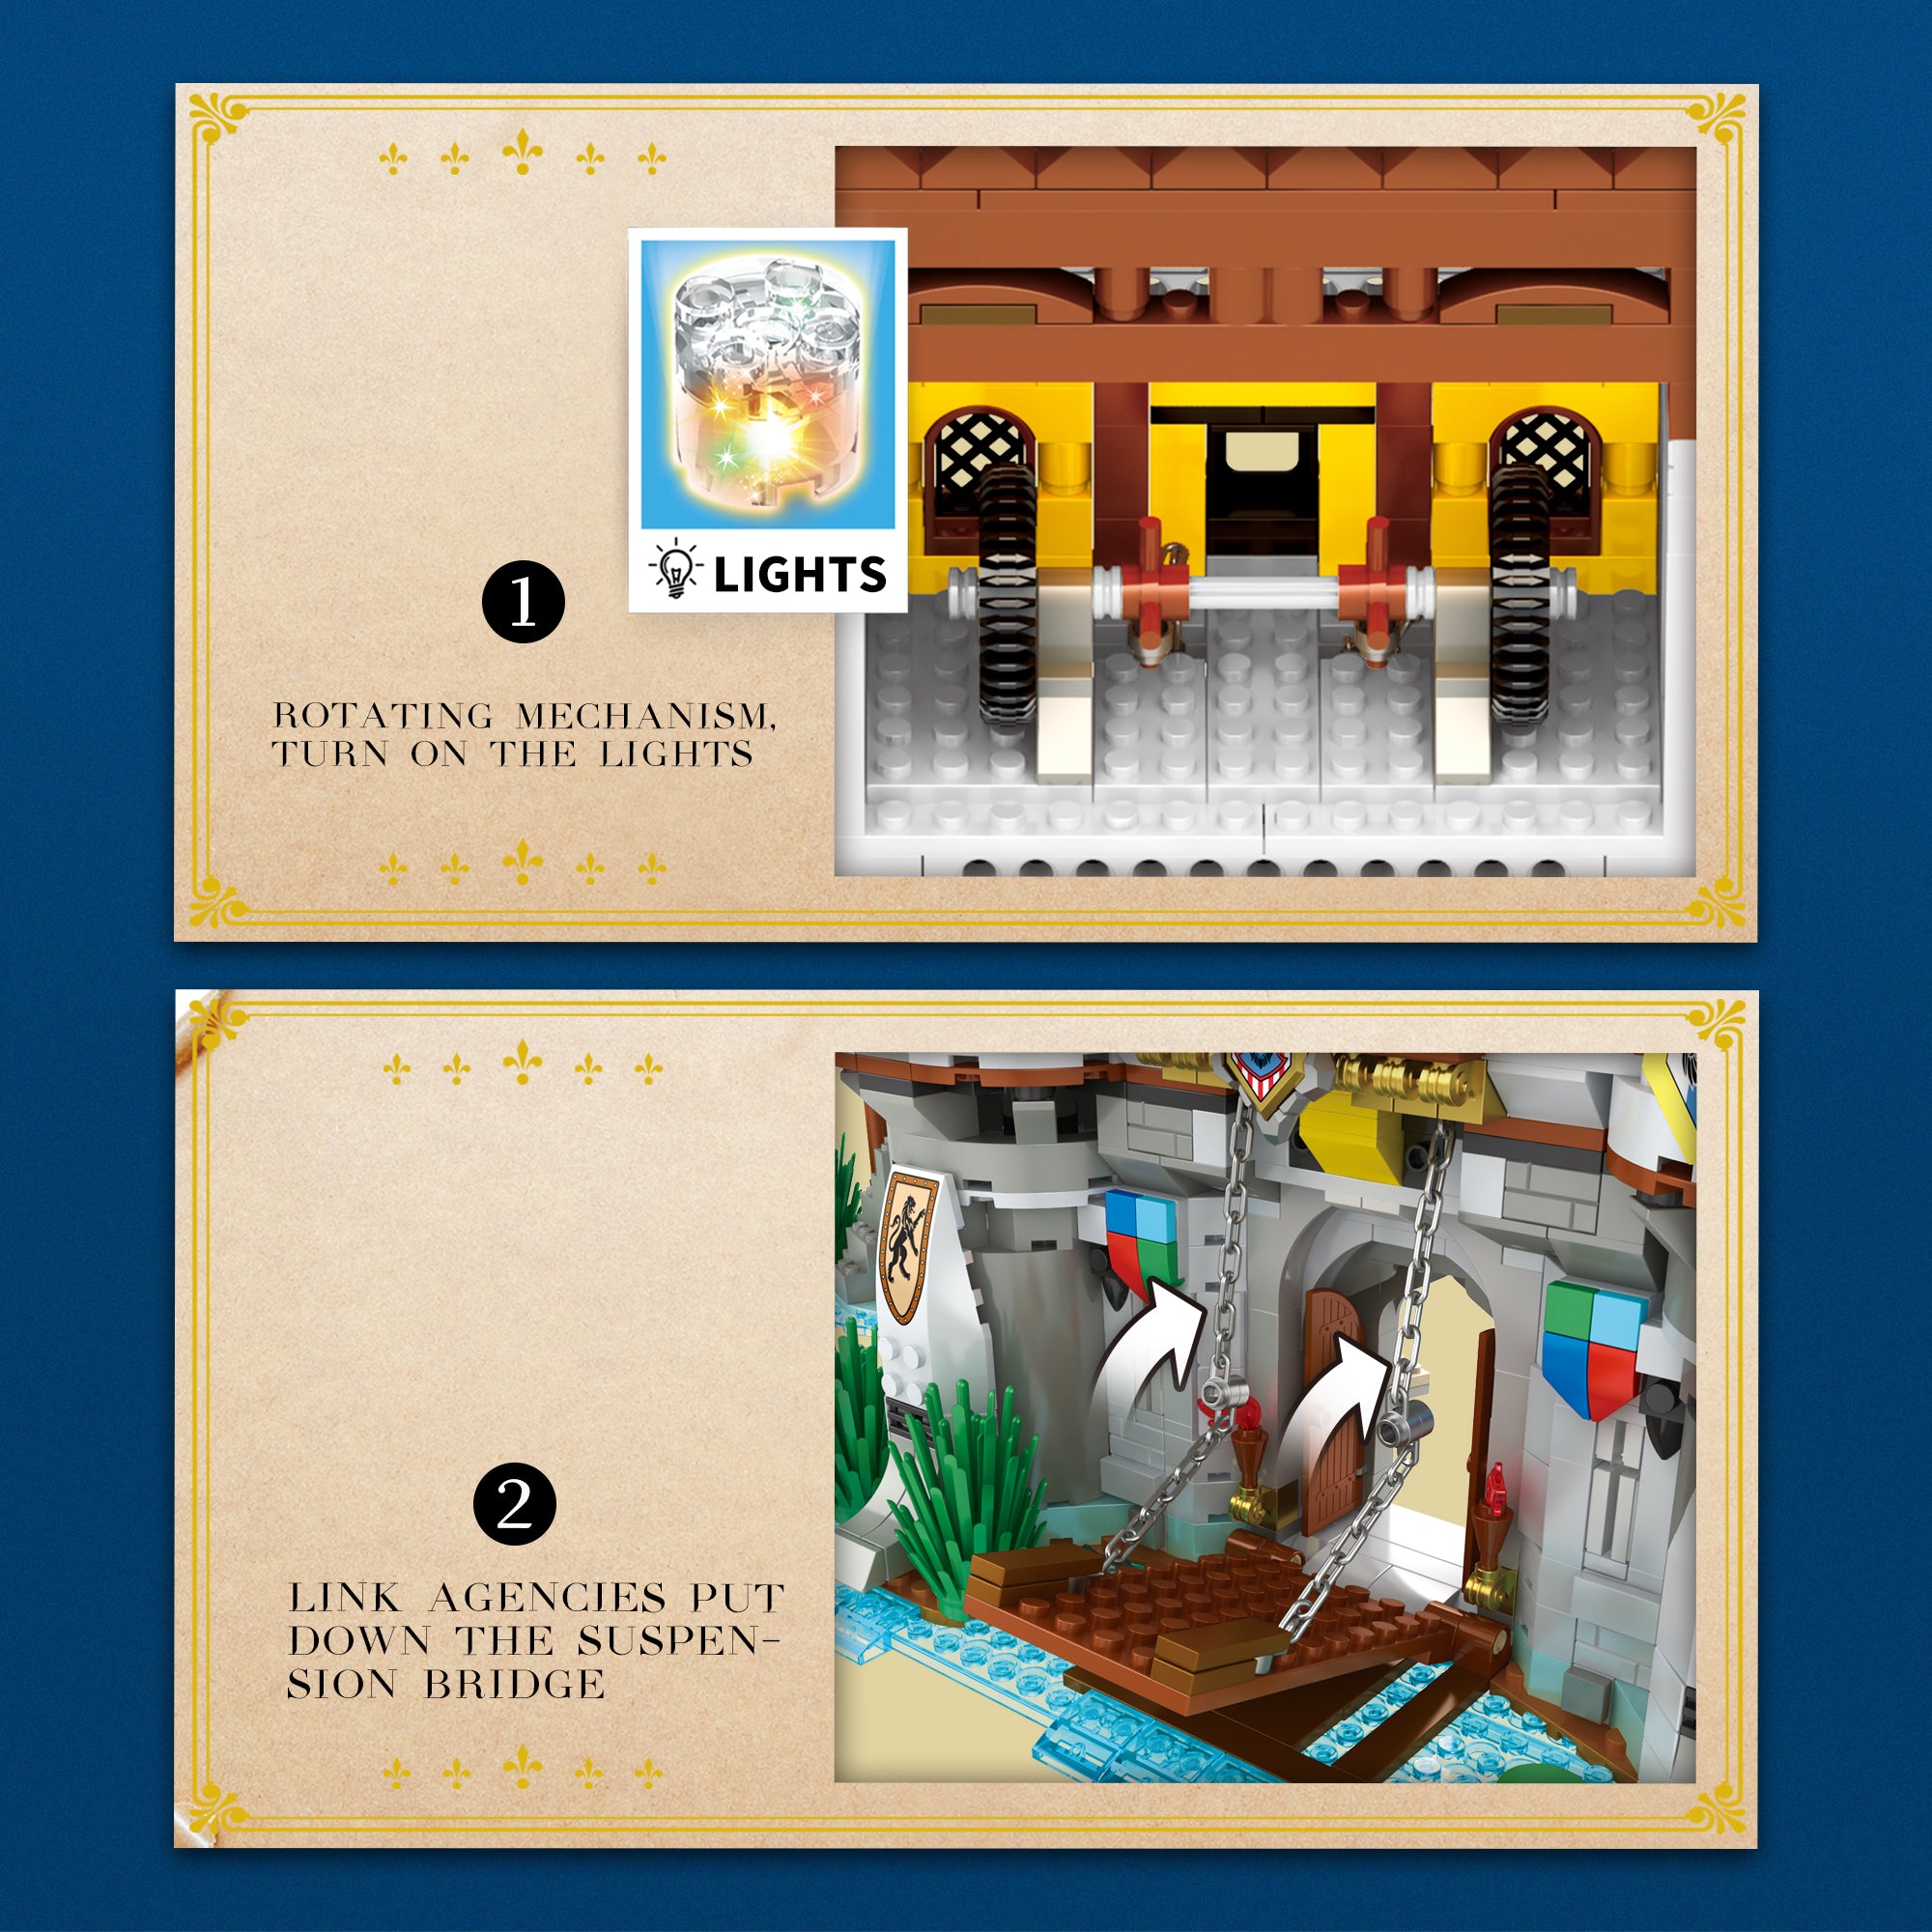 LIGHTS
1
ROTATING MECHANISM,
TURN ON THE LIGHTS
2
LINK AGENCIES PUT
DOWN THE SUSPEN-
SION BRIDGE